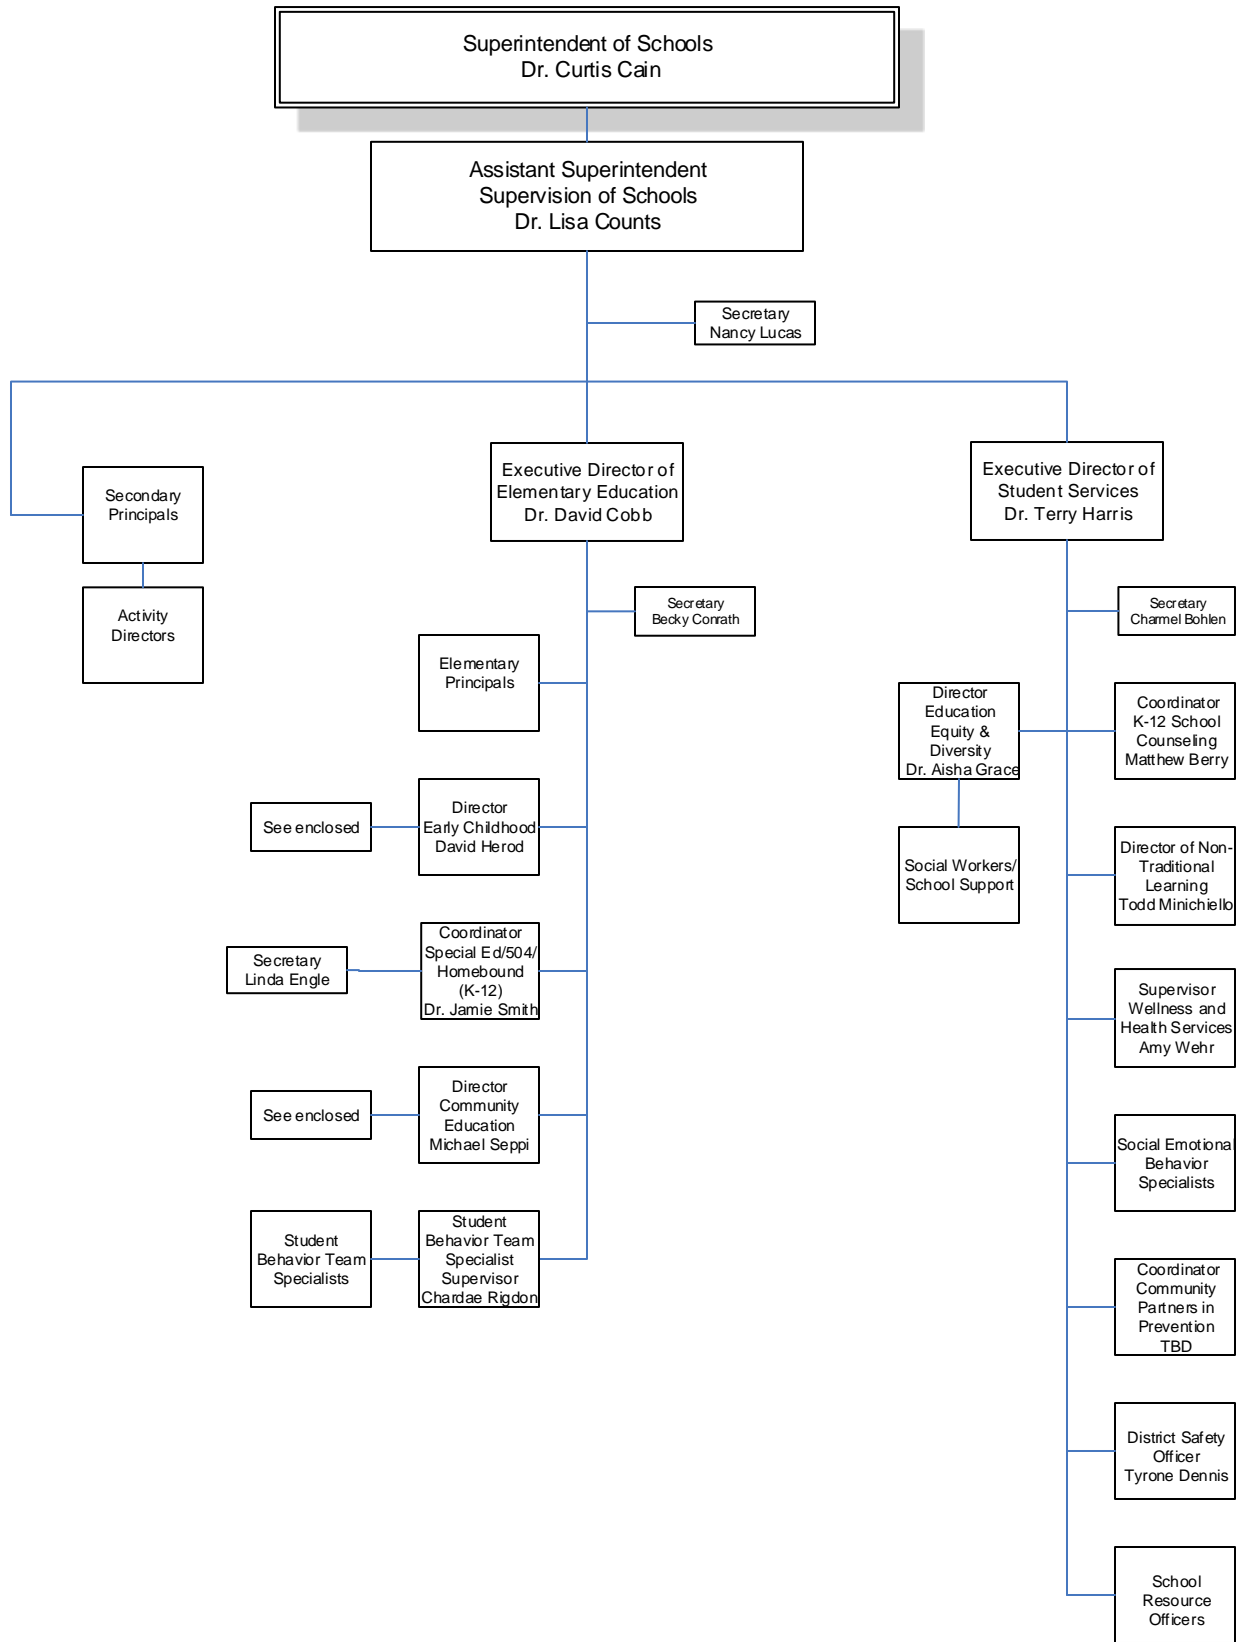 Superintendent of Schools
Dr. Curtis Cain
Assistant Superintendent
Supervision of Schools
Dr. Lisa Counts
Secretary
Nancy Lucas
Secondary
Principals
Activity
Directors
Executive Director of
Elementary Education
Dr. David Cobb
Secretary
Becky Conrath
Elementary
Principals
See enclosed
Director
Early Childhood
David Herod
Secretary
Linda Engle
Coordinator
Special Ed/504/
Homebound
(K-12)
Dr. Jamie Smith
See enclosed
Director
Community
Education
Michael Seppi
Student
Behavior Team
Specialists
Student
Behavior Team
Specialist
Supervisor
Chardae Rigdon
Executive Director of
Student Services
Dr. Terry Harris
Secretary
Charmel Bohlen
Director
Education
Equity &
Diversity
Dr. Aisha Grace
Social Workers/
School Support
Coordinator
K-12 School
Counseling
Matthew Berry
Director of Non-
Traditional
Learning
Todd Minichiello
Supervisor
Wellness and
Health Services
Amy Wehr
Social Emotional
Behavior
Specialists
Coordinator
Community
Partners in
Prevention
TBD
District Safety
Officer
Tyrone Dennis
School
Resource
Officers